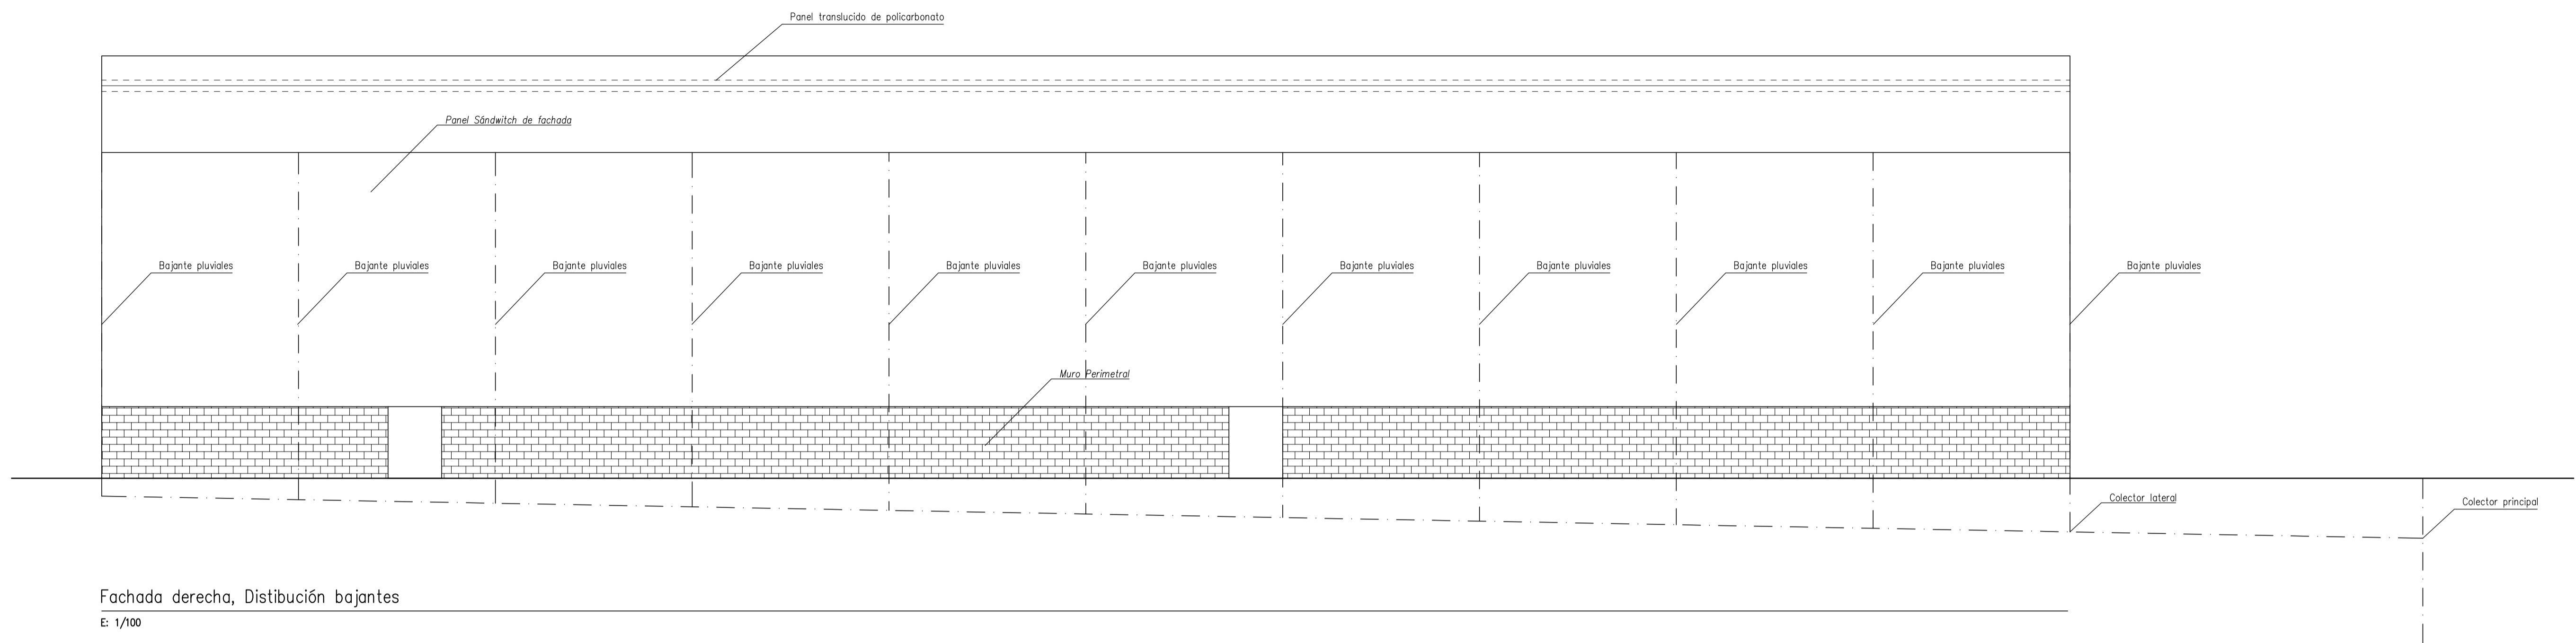 Panel translucido de policarbonato
Panel Sándwitch de fachada
Bajante pluviales
Bajante pluviales
Bajante pluviales
Bajante pluviales
Bajante pluviales
Bajante pluviales
Bajante pluviales
Bajante pluviales
Bajante pluviales
Bajante pluviales
Bajante pluviales
Muro Perimetral
Colector lateral
Colector principal
Fachada derecha, Distibución bajantes
E: 1/100